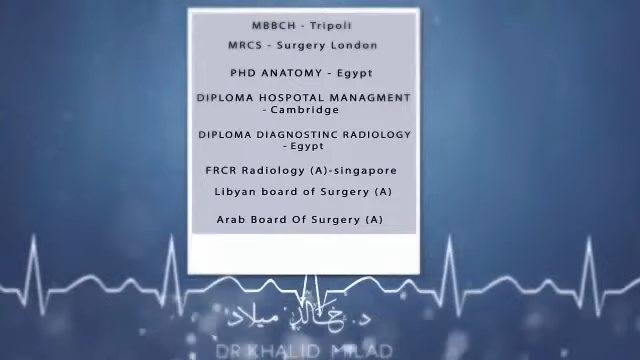 MBBCH - Tripoli
MRCS - Surgery London
PHD ANATOMY - Egypt
DIPLOMA HOSPOTAL MANAGMENT
- Cambridge
DIPLOMA DIAGNOSTINC RADIOLOGY
- Egypt
FRCR Radiology (A)-singapore
Libyan board of Surgery (A)
Arab Board Of Surgery (A)
د. خالد ميلاد
DR KHALID MILAD